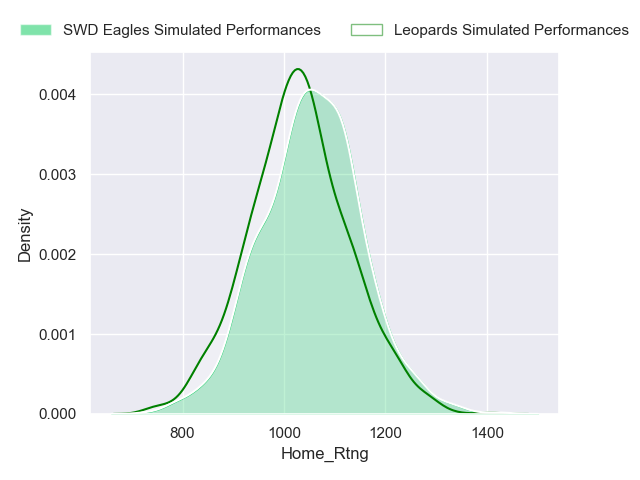 SWD Eagles Simulated Performances Leopards Simulated Performances
0.004
0.003
0.002
0.001
0.000
Density
800 1000 1200 1400
Home_Rtng